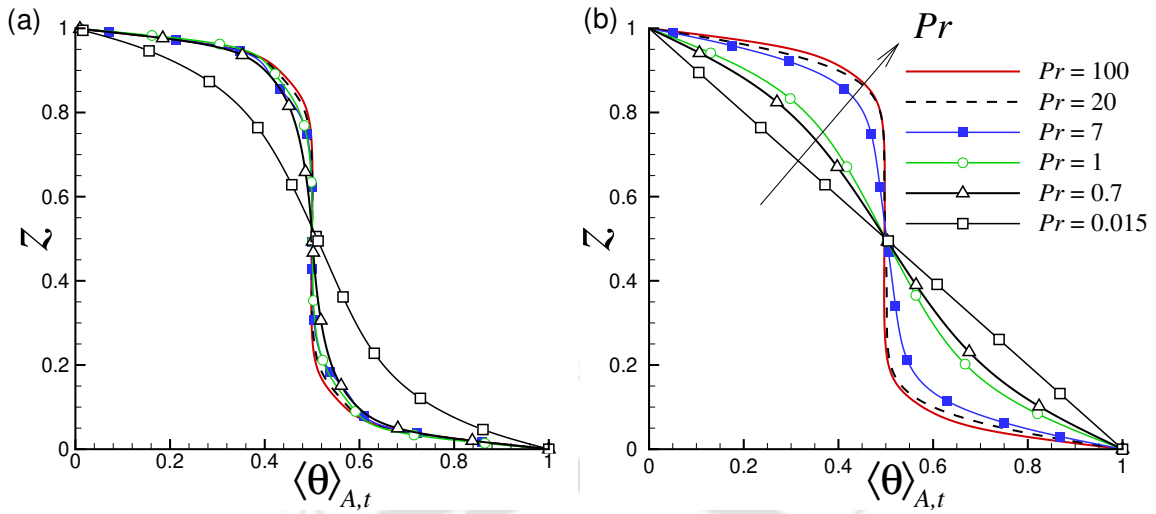 (a)
1
0.8
0.6
0.4
0.2
0
Z
0
0.2
0.4
0.6
0.8
1
⟨θ⟩A,t
(b)
1
0.8
0.6
0.4
0.2
0
Z
0
0.2
0.4
0.6
0.8
1
⟨θ⟩A,t
Pr
Pr = 100
Pr = 20
Pr = 7
Pr = 1
Pr = 0.7
Pr = 0.015